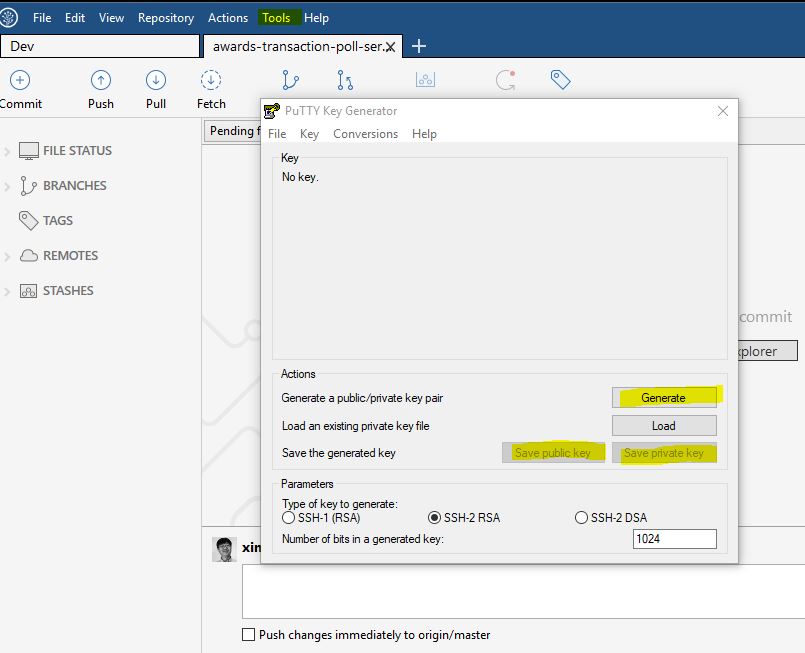 File Edit View Repository Actions Tools Help
Dev
awards-transaction-poll-ser.
Commit Push Pull Fetch
PuTTY Key Generator
File Key Conversions Help
Pending f
FILE STATUS
BRANCHES
TAGS
REMOTES
STASHES
Key
No key.
commit
xplorer
Actions
Generate a public/private key pair
Generate
Load an existing private key file
Load
Save the generated key
Save public key
Save private key
Parameters
Type of key to generate:
SSH-1 (RSA) SSH-2 RSA SSH-2 DSA
Number of bits in a generated key:
1024
xin
Push changes immediately to origin/master